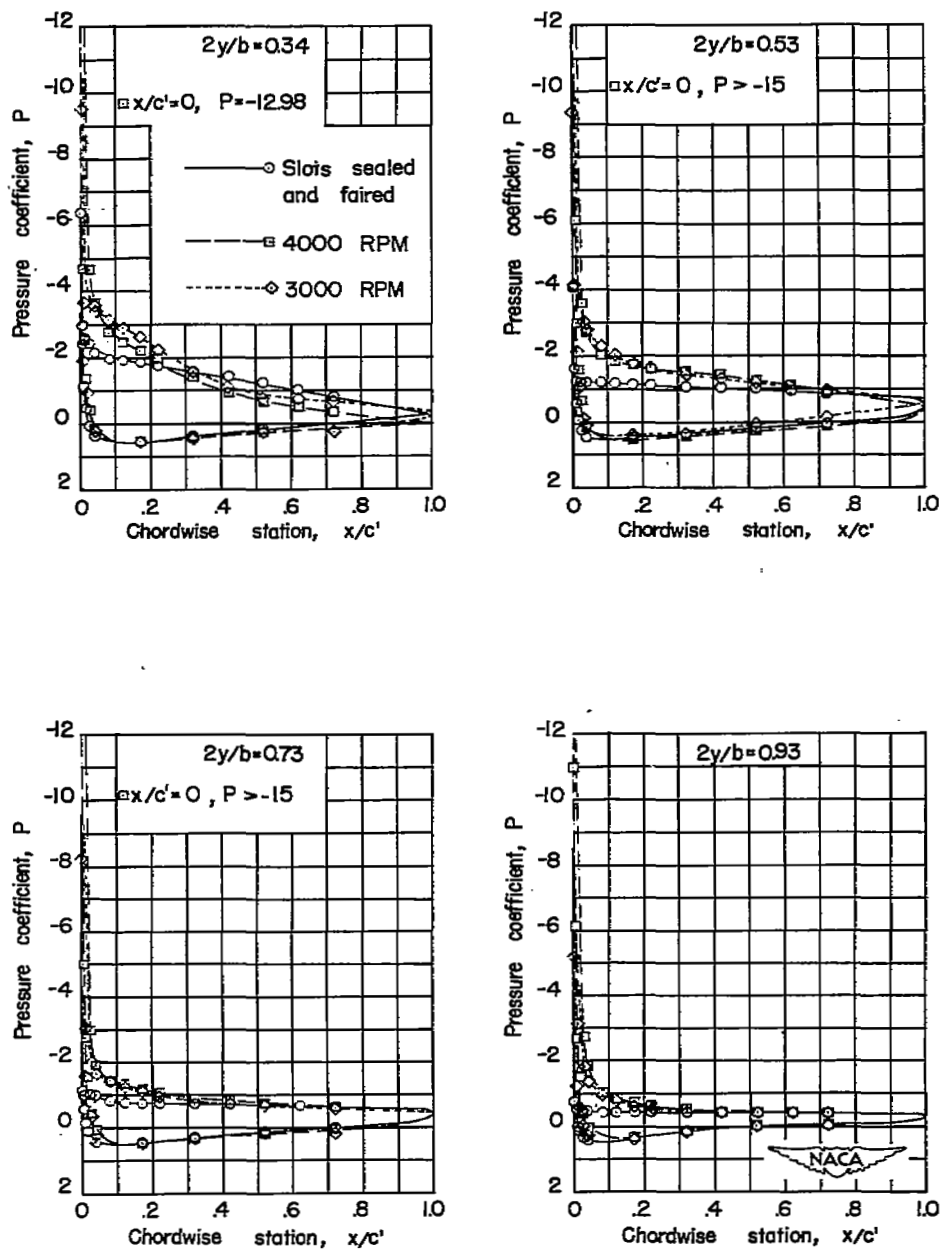 2y/b=0.34
x/c'=0, P=-12.98
Slots sealed
and faired
4000 RPM
3000 RPM
Pressure coefficient, P
-12
-10
-8
-6
-4
-2
0
2
0 .2 .4 .6 .8 1.0
Chordwise station, x/c'
2y/b=0.53
x/c'=0, P>-15
Pressure coefficient, P
-12
-10
-8
-6
-4
-2
0
2
0 .2 .4 .6 .8 1.0
Chordwise station, x/c'
2y/b=0.73
x/c'=0, P>-15
Pressure coefficient, P
-12
-10
-8
-6
-4
-2
0
2
0 .2 .4 .6 .8 1.0
Chordwise station, x/c'
2y/b=0.93
Pressure coefficient, P
-12
-10
-8
-6
-4
-2
0
2
NACA
0 .2 .4 .6 .8 1.0
Chordwise station, x/c'